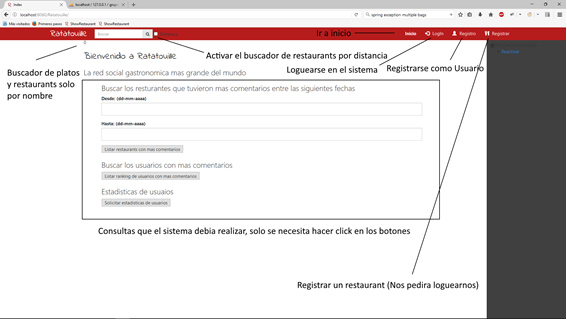 Index
localhost / 127.0.0.1 / grup
localhost:8080/Ratatouille/
spring exception multiple bags
Más visitados
Primeros pasos
ShowRestaurant
ShowRestaurant
Ratatouille
Buscar
Inicio
Login
Registro
Registrar
Ir a inicio
Activar el buscador de restaurants por distancia
Loguearse en el sistema
Registrarse como Usuario
Buscador de platos
y restaurants solo
por nombre
Bienvenido a Ratatouille
La red social gastronomica mas grande del mundo
Buscar los resturantes que tuvieron mas comentarios entre las siguientes fechas
Desde: (dd-mm-aaaa)
Hasta: (dd-mm-aaaa)
Listar restaurants con mas comentarios
Buscar los usuarios con mas comentarios
Listar ranking de usuarios con mas comentarios
Estadisticas de usuaios
Solicitar estadisticas de usuarios
Consultas que el sistema debia realizar, solo se necesita hacer click en los botones
Registrar un restaurant (Nos pedira loguearnos)